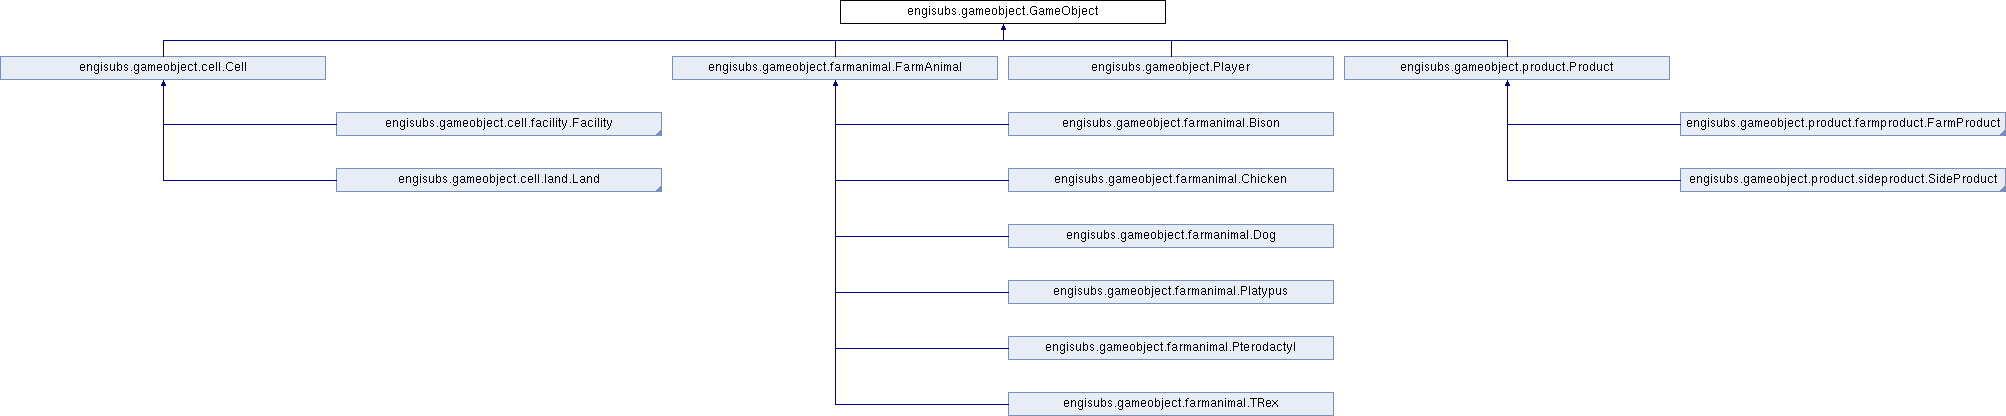 engisubs.gameobject.GameObject
engisubs.gameobject.cell.Cell
engisubs.gameobject.farmanimal.FarmAnimal
engisubs.gameobject.Player
engisubs.gameobject.product.Product
engisubs.gameobject.cell.facility.Facility
engisubs.gameobject.farmanimal.Bison
engisubs.gameobject.product.farmproduct.FarmProduct
engisubs.gameobject.cell.land.Land
engisubs.gameobject.farmanimal.Chicken
engisubs.gameobject.product.sideproduct.SideProduct
engisubs.gameobject.farmanimal.Dog
engisubs.gameobject.farmanimal.Platypus
engisubs.gameobject.farmanimal.Pterodactyl
engisubs.gameobject.farmanimal.TRex